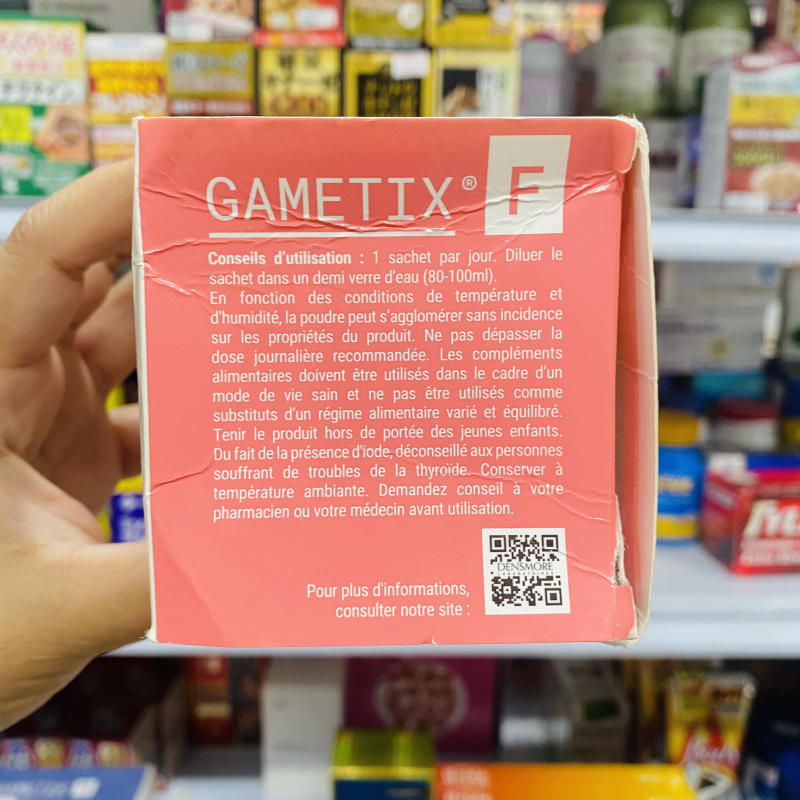 GAMETIX® F
Conseils d'utilisation : 1 sachet par jour. Diluer le
sachet dans un demi verre d'eau (80-100ml).
En fonction des conditions de température et
d'humidité, la poudre peut s'agglomérer sans incidence
sur les propriétés du produit. Ne pas dépasser la
dose journalière recommandée. Les compléments
alimentaires doivent être utilisés dans le cadre d'un
mode de vie sain et ne pas être utilisés comme
substituts d'un régime alimentaire varié et équilibré.
Tenir le produit hors de portée des jeunes enfants.
Du fait de la présence d'iode, déconseillé aux personnes
souffrant de troubles de la thyroïde. Conserver à
température ambiante. Demandez conseil à votre
pharmacien ou votre médecin avant utilisation.
DENSMORE
LABORATOIRES
Pour plus d'informations,
consulter notre site :